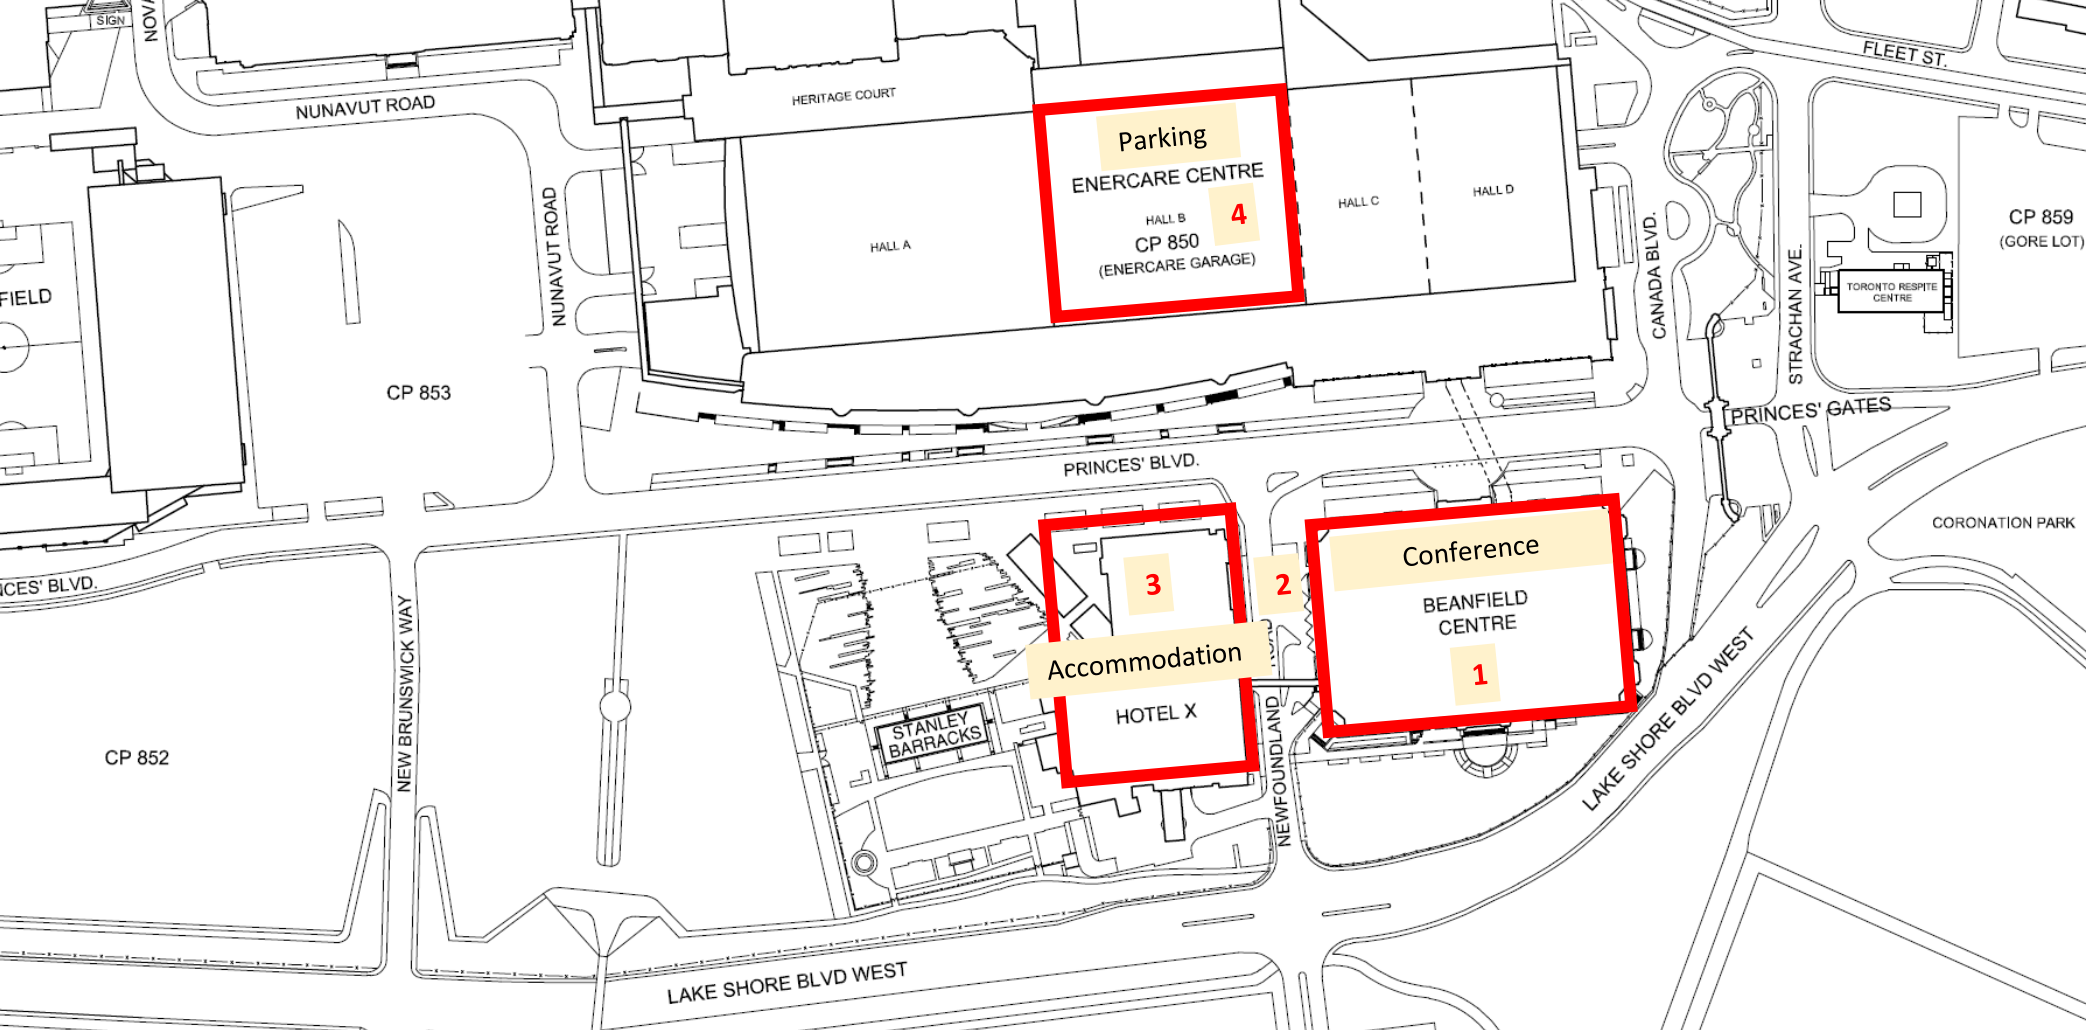 SIGN
NOVA
NUNAVUT ROAD
HERITAGE COURT
FLEET ST.
Parking
ENERCARE CENTRE
HALL B
4
CP 850
(ENERCARE GARAGE)
HALL A
HALL C
HALL D
NUNAVUT ROAD
CANADA BLVD.
STRACHAN AVE.
CP 859
(GORE LOT)
TORONTO RESPITE
CENTRE
FIELD
CP 853
PRINCES' GATES
PRINCES' BLVD.
CORONATION PARK
NCES' BLVD.
NEW BRUNSWICK WAY
3
2
Conference
BEANFIELD
CENTRE
1
Accommodation
HOTEL X
STANLEY
BARRACKS
NEWFOUNDLAND ROAD
LAKE SHORE BLVD WEST
CP 852
LAKE SHORE BLVD WEST